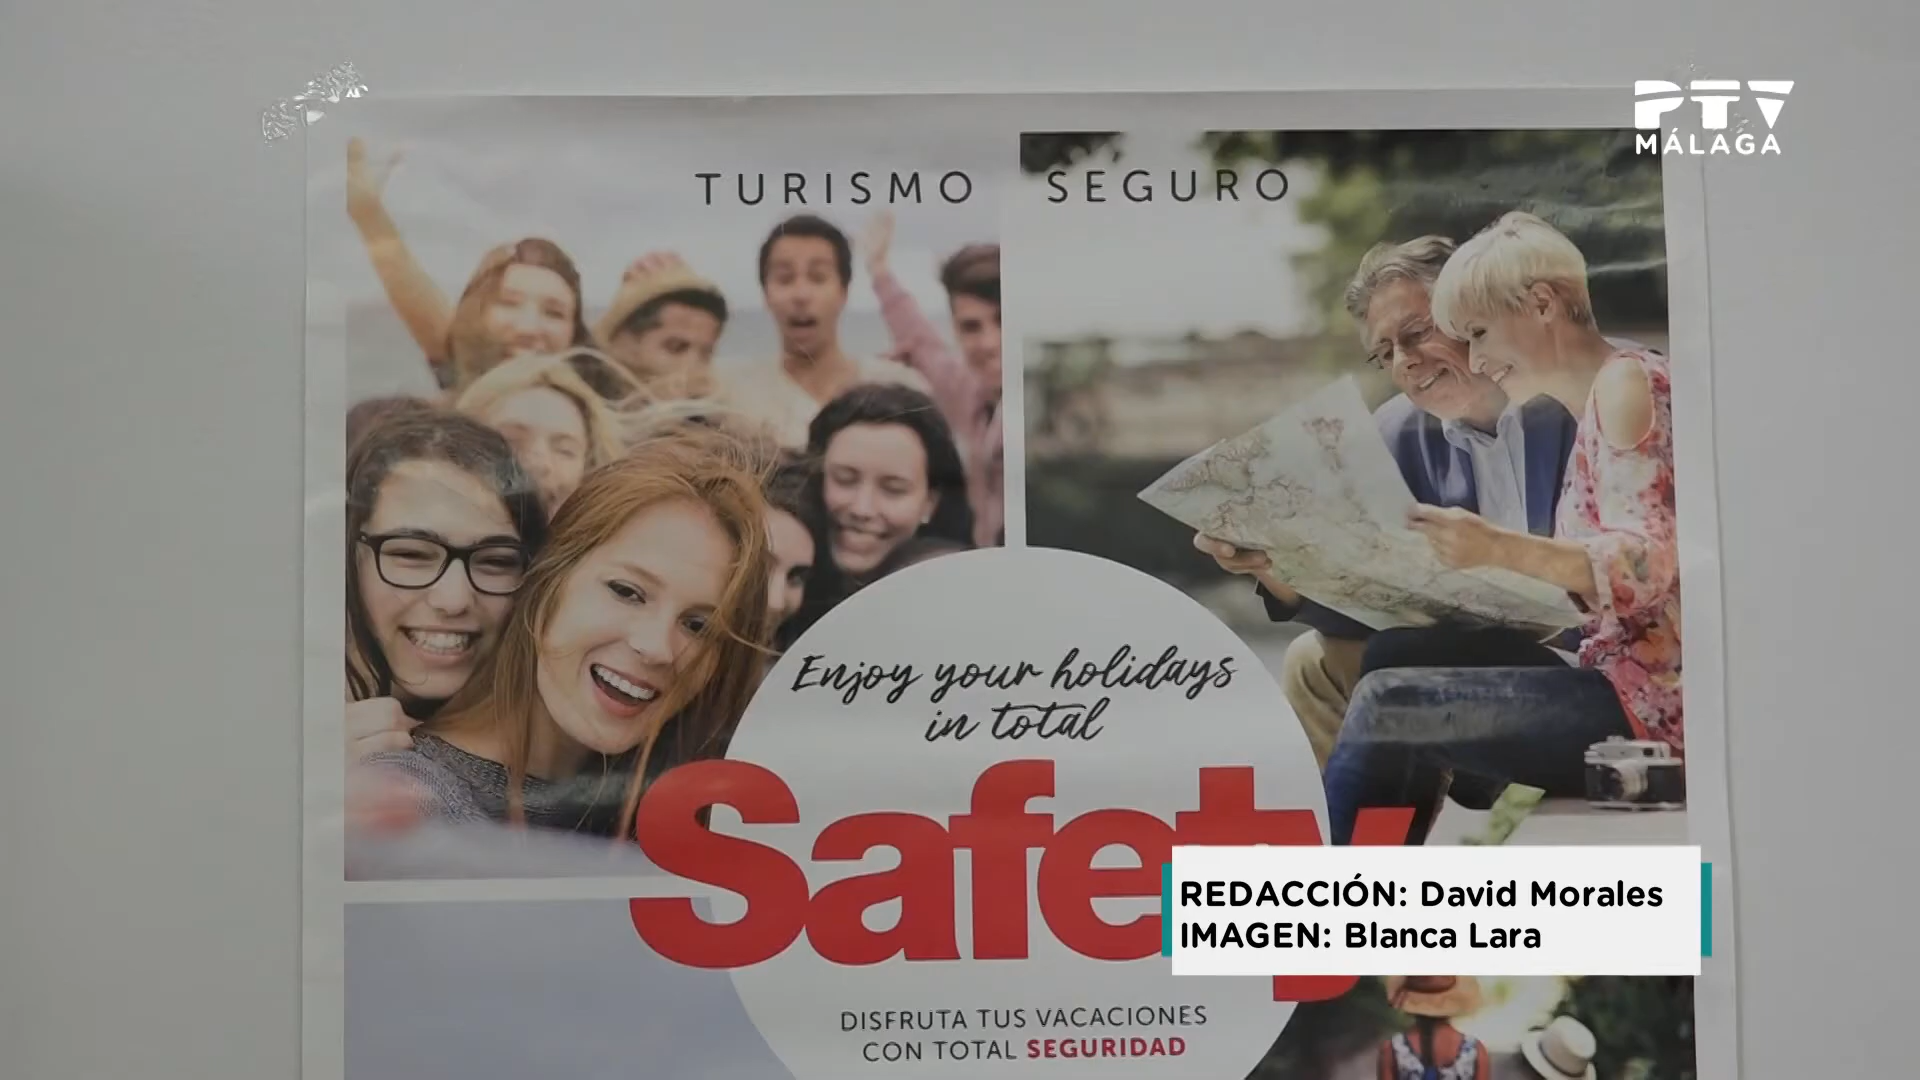 PTV
MÁLAGA
TURISMO SEGURO
Enjoy your holidays
in total
Safety
DISFRUTA TUS VACACIONES
CON TOTAL SEGURIDAD
REDACCIÓN: David Morales
IMAGEN: Blanca Lara